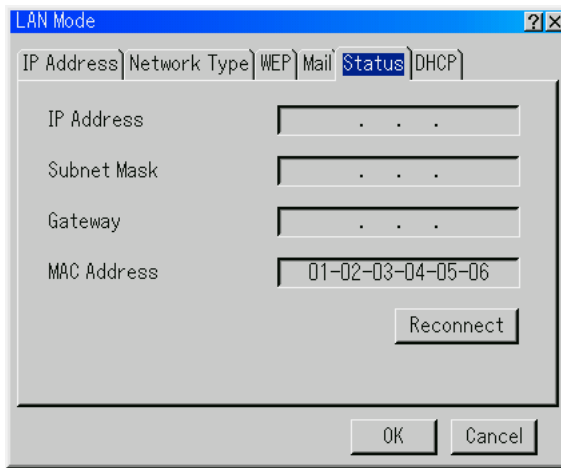 LAN Mode ? ×
IP Address Network Type WEP Mail Status DHCP
IP Address . . .
Subnet Mask . . .
Gateway . . .
MAC Address 01-02-03-04-05-06
Reconnect
OK Cancel